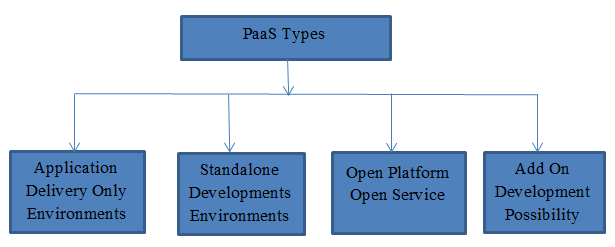 PaaS Types
Application
Delivery Only
Environments
Standalone
Developments
Environments
Open Platform
Open Service
Add On
Development
Possibility